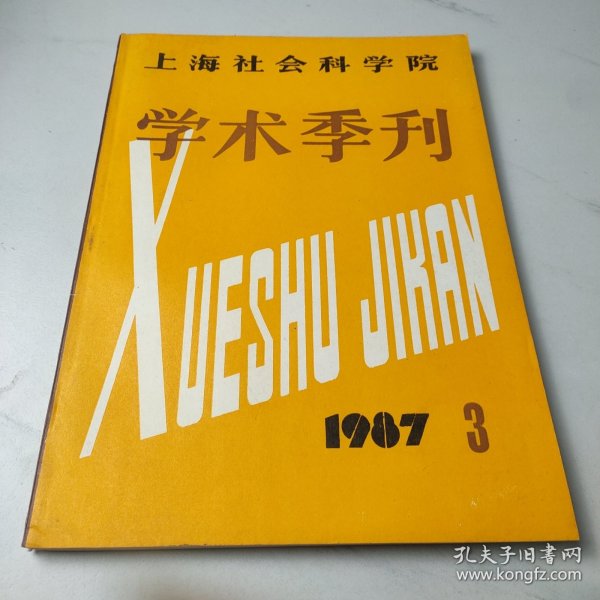 上海社会科学院
学术季刊
XUESHU JIKAN
1987 3
孔夫子旧书网
www.kongfz.com